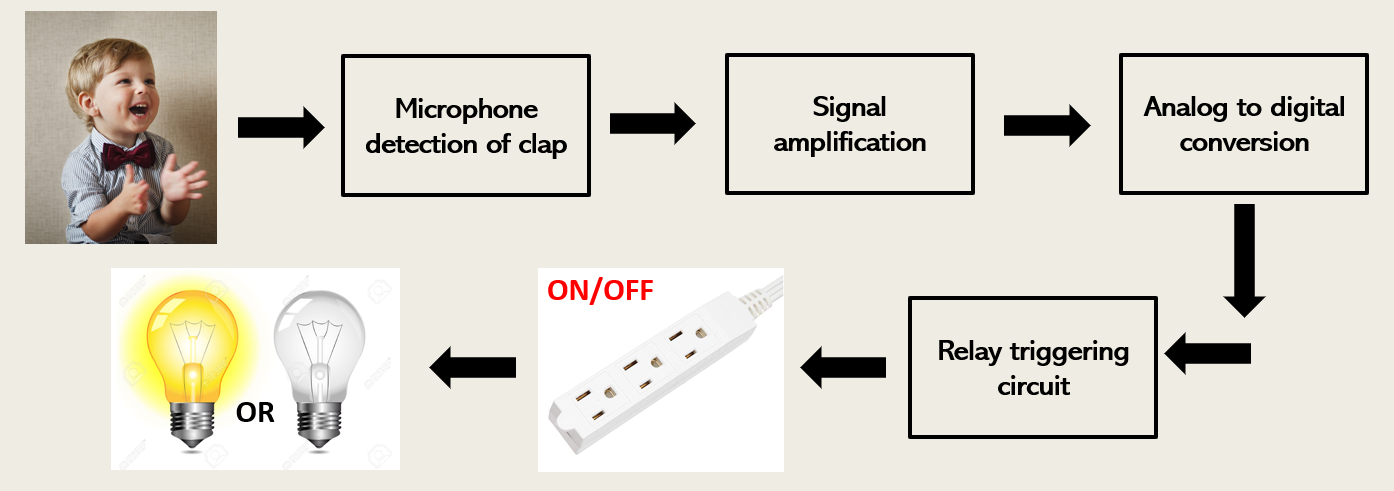 Microphone
detection of clap
Signal
amplification
Analog to digital
conversion
Relay triggering
circuit
ON/OFF
OR